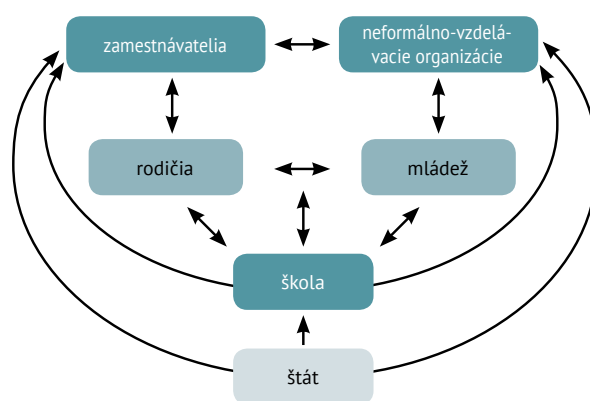 zamestnávatelia
neformálno-vzdelá-
vacie organizácie
rodičia
mládež
škola
štát